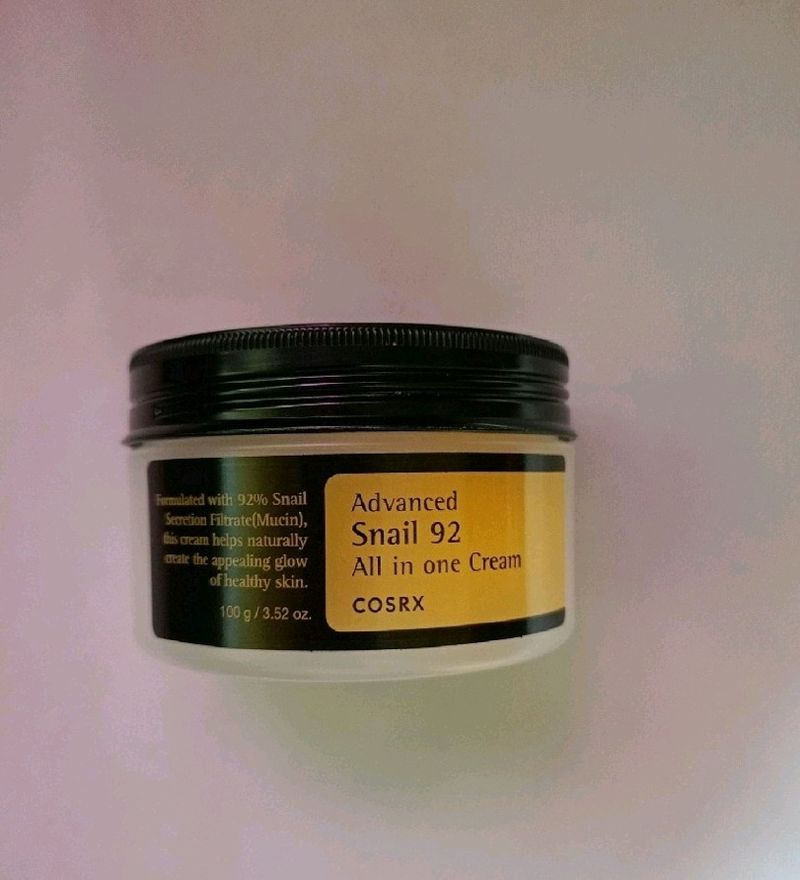 Formulated with 92% Snail
Secretion Filtrate(Mucin),
this cream helps naturally
create the appealing glow
of healthy skin.
100 g / 3.52 oz.
Advanced
Snail 92
All in one Cream
COSRX